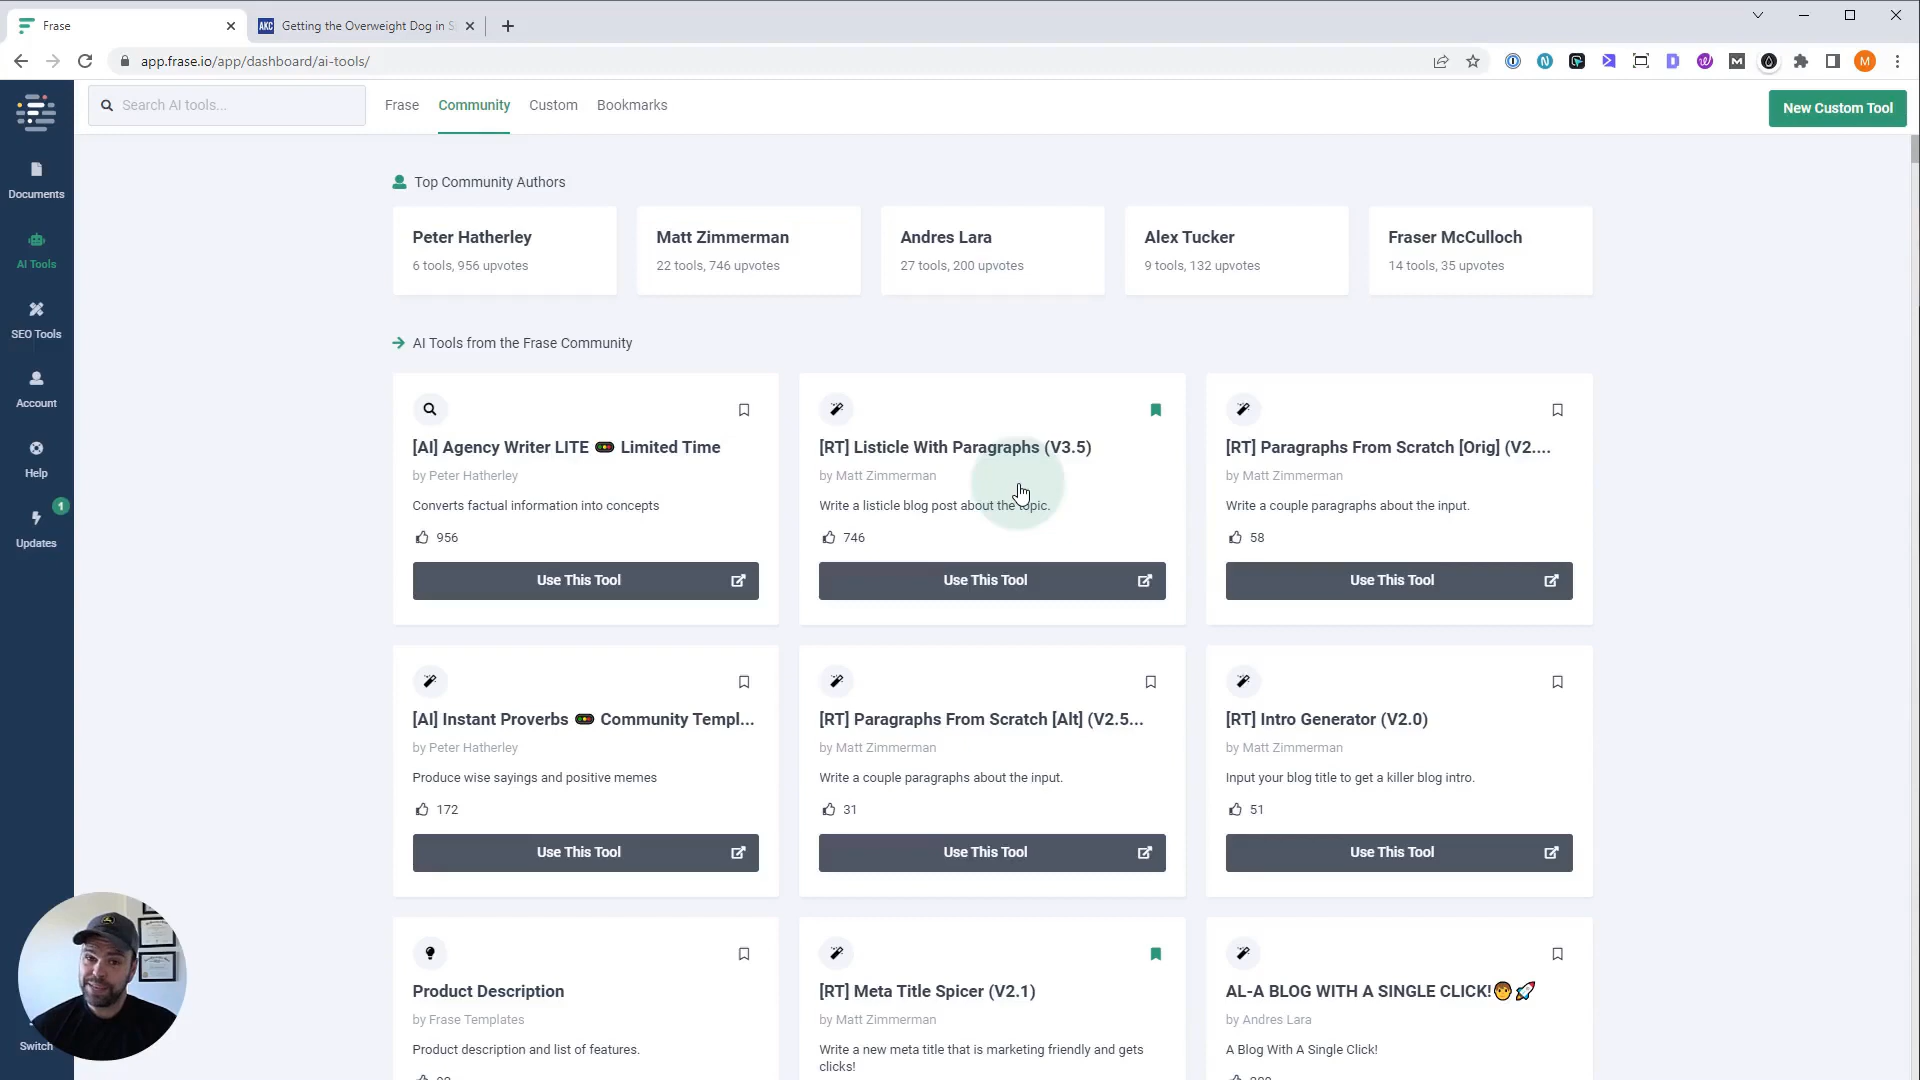 Frase
AKC
Getting the Overweight Dog in S
app.frase.io/app/dashboard/ai-tools/
M
Search AI tools...
Frase
Community
Custom
Bookmarks
New Custom Tool
Documents
AI Tools
SEO Tools
Account
Help
1
Updates
Switch
Top Community Authors
Peter Hatherley
6 tools, 956 upvotes
Matt Zimmerman
22 tools, 746 upvotes
Andres Lara
27 tools, 200 upvotes
Alex Tucker
9 tools, 132 upvotes
Fraser McCulloch
14 tools, 35 upvotes
AI Tools from the Frase Community
[AI] Agency Writer LITE 🚥 Limited Time
by Peter Hatherley
Converts factual information into concepts
956
Use This Tool
[RT] Listicle With Paragraphs (V3.5)
by Matt Zimmerman
Write a listicle blog post about the topic.
746
Use This Tool
[RT] Paragraphs From Scratch [Orig] (V2....
by Matt Zimmerman
Write a couple paragraphs about the input.
58
Use This Tool
[AI] Instant Proverbs 🚥 Community Templ...
by Peter Hatherley
Produce wise sayings and positive memes
172
Use This Tool
[RT] Paragraphs From Scratch [Alt] (V2.5...
by Matt Zimmerman
Write a couple paragraphs about the input.
31
Use This Tool
[RT] Intro Generator (V2.0)
by Matt Zimmerman
Input your blog title to get a killer blog intro.
51
Use This Tool
Product Description
by Frase Templates
Product description and list of features.
[RT] Meta Title Spicer (V2.1)
by Matt Zimmerman
Write a new meta title that is marketing friendly and gets
clicks!
AL-A BLOG WITH A SINGLE CLICK!🧑🚀
by Andres Lara
A Blog With A Single Click!